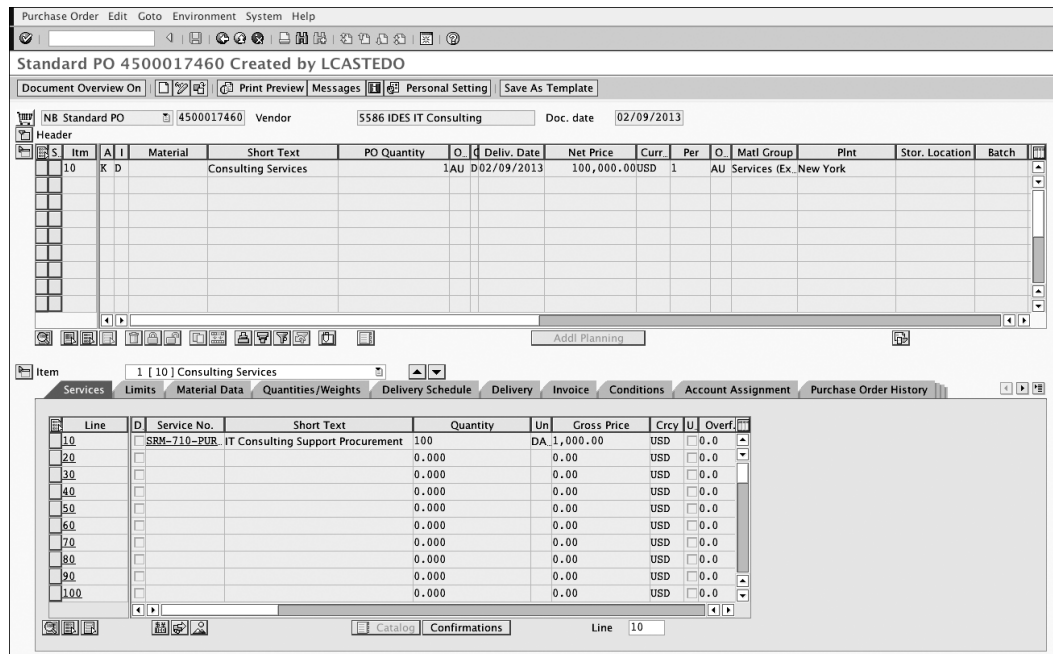 Purchase Order Edit Goto Environment System Help
Standard PO 4500017460 Created by LCASTEDO
Document Overview On Print Preview Messages Personal Setting Save As Template
NB Standard PO 4500017460 Vendor 5586 IDES IT Consulting Doc. date 02/09/2013
Header
S. Itm A I Material Short Text PO Quantity O.. C Deliv. Date Net Price Curr.. Per O.. Matl Group Plnt Stor. Location Batch
10 K D Consulting Services 1 AU D 02/09/2013 100,000.00 USD 1 AU Services (Ex.. New York
Addl Planning
Item 1 [ 10 ] Consulting Services
Services Limits Material Data Quantities/Weights Delivery Schedule Delivery Invoice Conditions Account Assignment Purchase Order History
Line D.. Service No. Short Text Quantity Un Gross Price Crcy U.. Overf..
10 SRM-710-PUR.. IT Consulting Support Procurement 100 DA.. 1,000.00 USD 0.0
20 0.000 0.00 USD 0.0
30 0.000 0.00 USD 0.0
40 0.000 0.00 USD 0.0
50 0.000 0.00 USD 0.0
60 0.000 0.00 USD 0.0
70 0.000 0.00 USD 0.0
80 0.000 0.00 USD 0.0
90 0.000 0.00 USD 0.0
100 0.000 0.00 USD 0.0
Catalog Confirmations Line 10